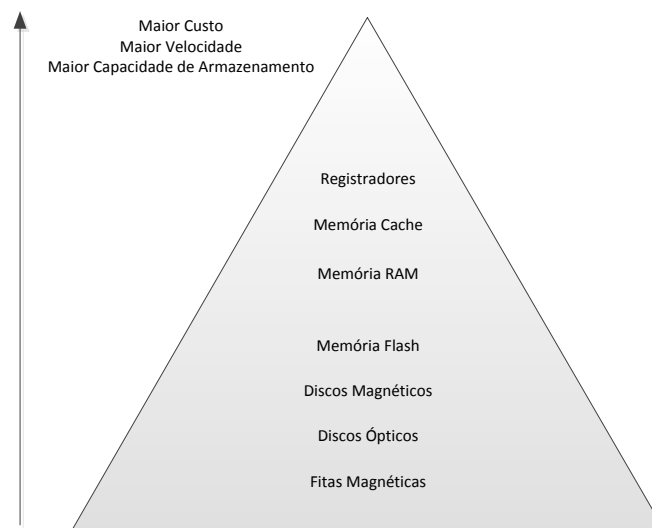 Maior Custo
Maior Velocidade
Maior Capacidade de Armazenamento
Registradores
Memória Cache
Memória RAM
Memória Flash
Discos Magnéticos
Discos Ópticos
Fitas Magnéticas